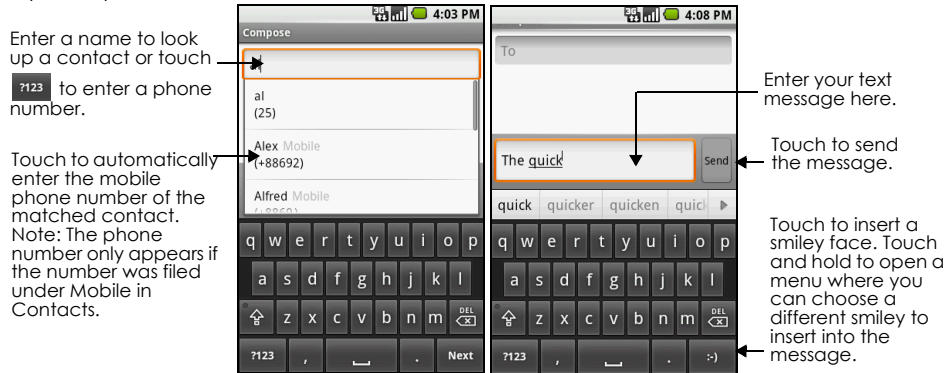 Enter a name to look
up a contact or touch
?123 to enter a phone
number.
Touch to automatically
enter the mobile
phone number of the
matched contact.
Note: The phone
number only appears if
the number was filed
under Mobile in
Contacts.
3G 4:03 PM
Compose
al
(25)
Alex Mobile
(+88692)
Alfred Mobile
q w e r t y u i o p
a s d f g h j k l
z x c v b n m DEL
?123 , . Next
3G 4:08 PM
To
The quick
Send
quick quicker quicken
q w e r t y u i o p
a s d f g h j k l
z x c v b n m DEL
?123 , . :-)
Enter your text
message here.
Touch to send
the message.
Touch to insert a
smiley face. Touch
and hold to open a
menu where you
can choose a
different smiley to
insert into the
message.